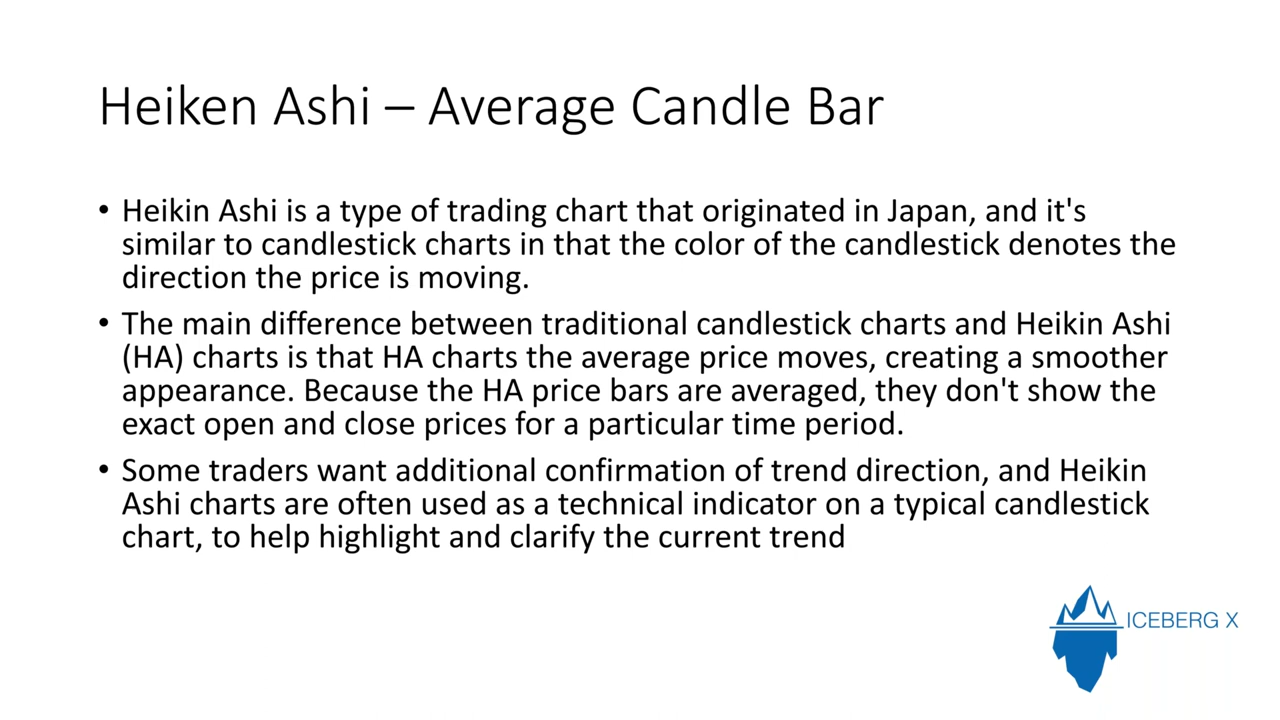 Heiken Ashi – Average Candle Bar
• Heikin Ashi is a type of trading chart that originated in Japan, and it's
similar to candlestick charts in that the color of the candlestick denotes the
direction the price is moving.
• The main difference between traditional candlestick charts and Heikin Ashi
(HA) charts is that HA charts the average price moves, creating a smoother
appearance. Because the HA price bars are averaged, they don't show the
exact open and close prices for a particular time period.
• Some traders want additional confirmation of trend direction, and Heikin
Ashi charts are often used as a technical indicator on a typical candlestick
chart, to help highlight and clarify the current trend
ICEBERG X